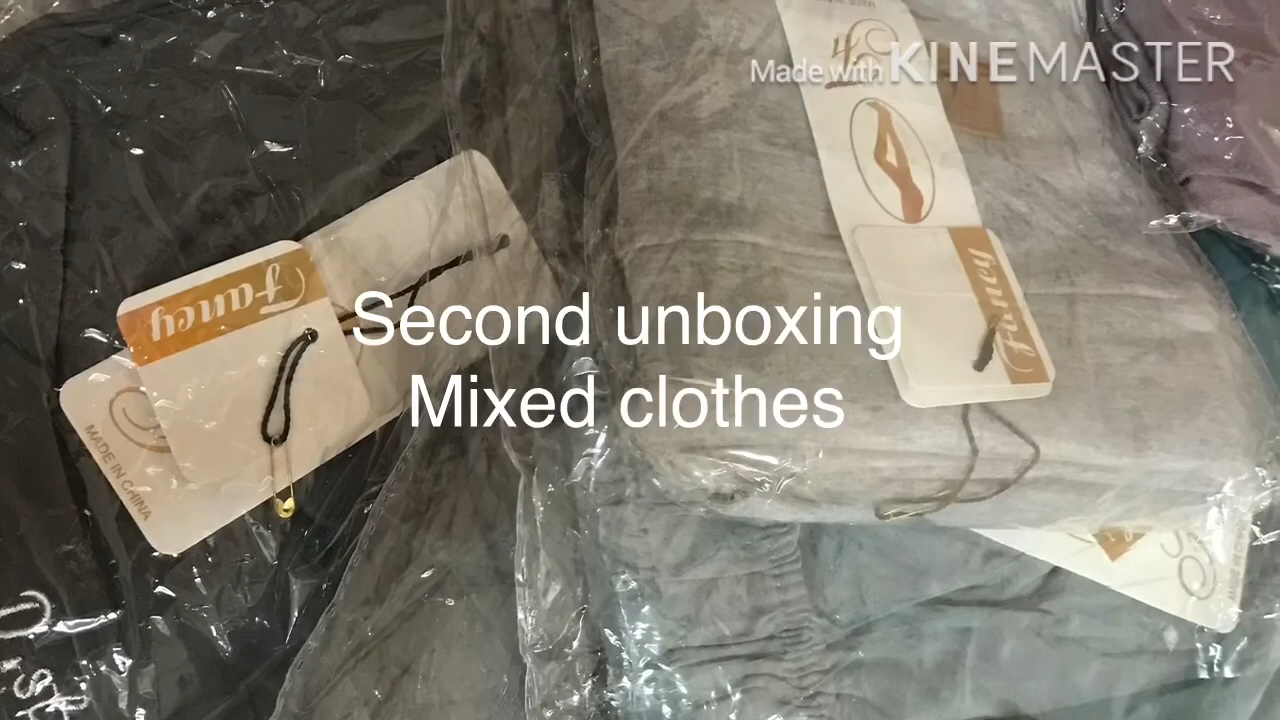 Made with KINEMASTER
Fancy
Fancy
Second unboxing
Mixed clothes
MADE IN CHINA